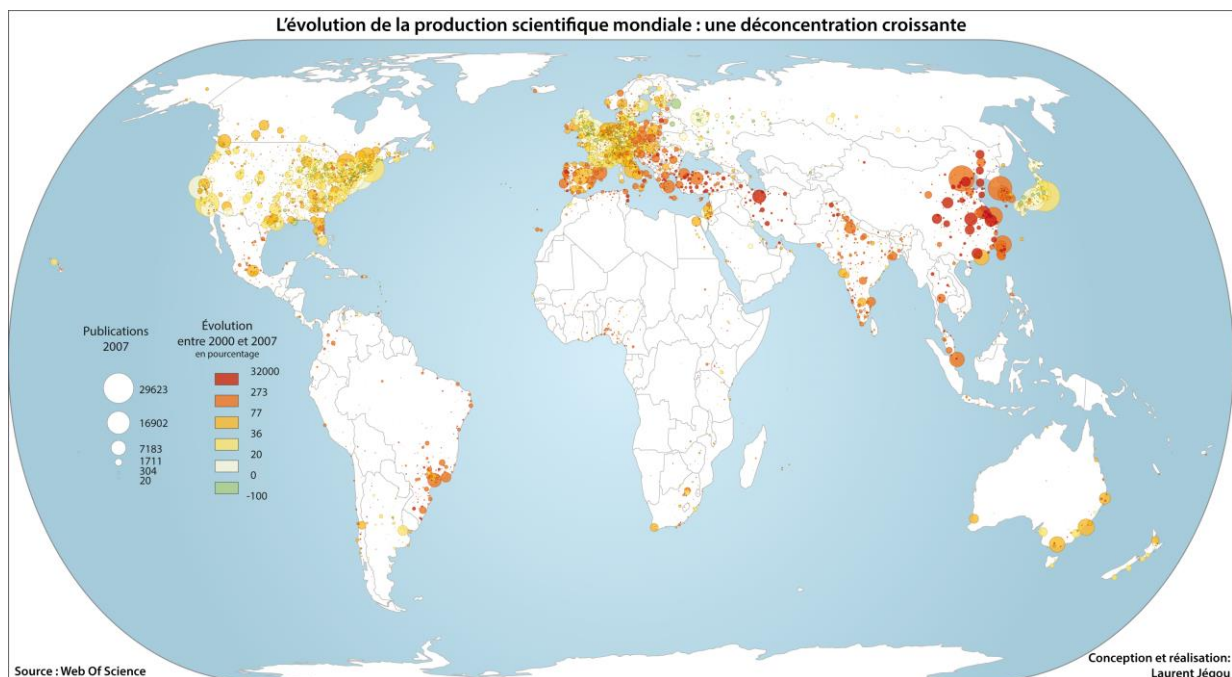 L'évolution de la production scientifique mondiale : une déconcentration croissante
Publications
2007
29623
16902
7183
1711
304
20
Évolution
entre 2000 et 2007
en pourcentage
32000
273
77
36
20
0
-100
Source : Web Of Science
Conception et réalisation:
Laurent Jégou